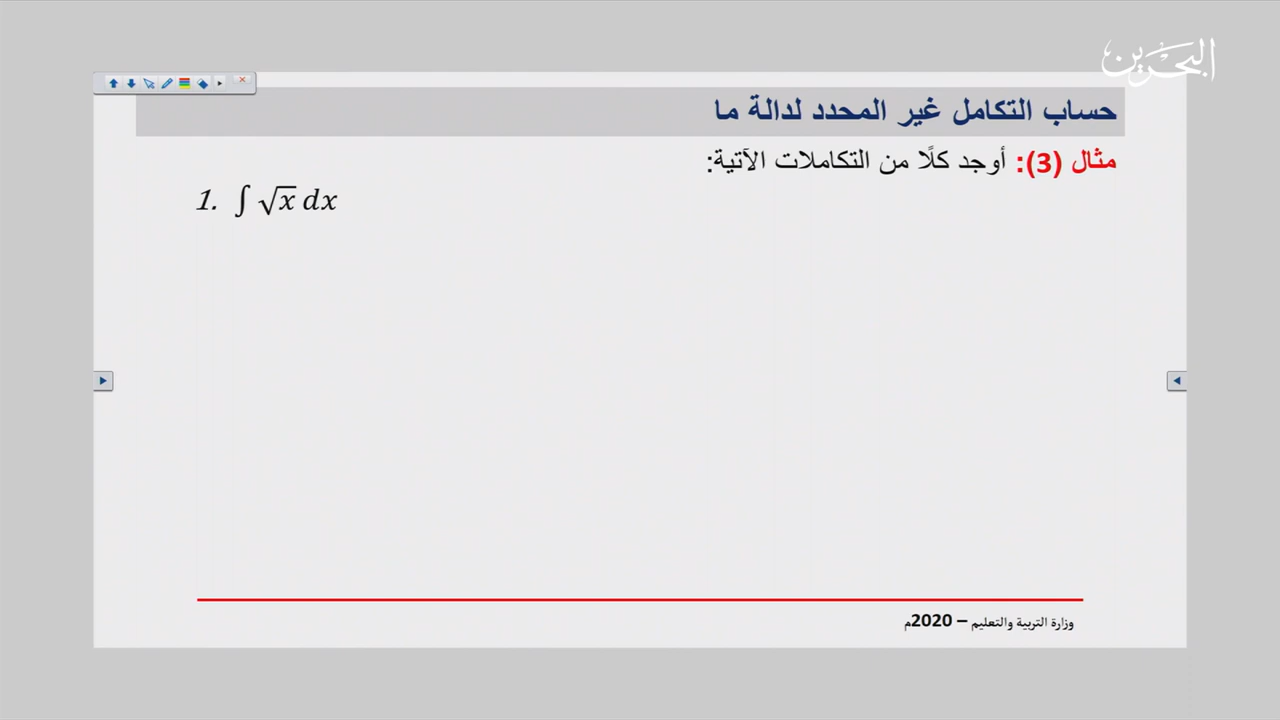 البحرين
حساب التكامل غير المحدد لدالة ما
مثال (3): أوجد كلًا من التكاملات الآتية:
1. ∫ √x dx
وزارة التربية والتعليم – 2020م